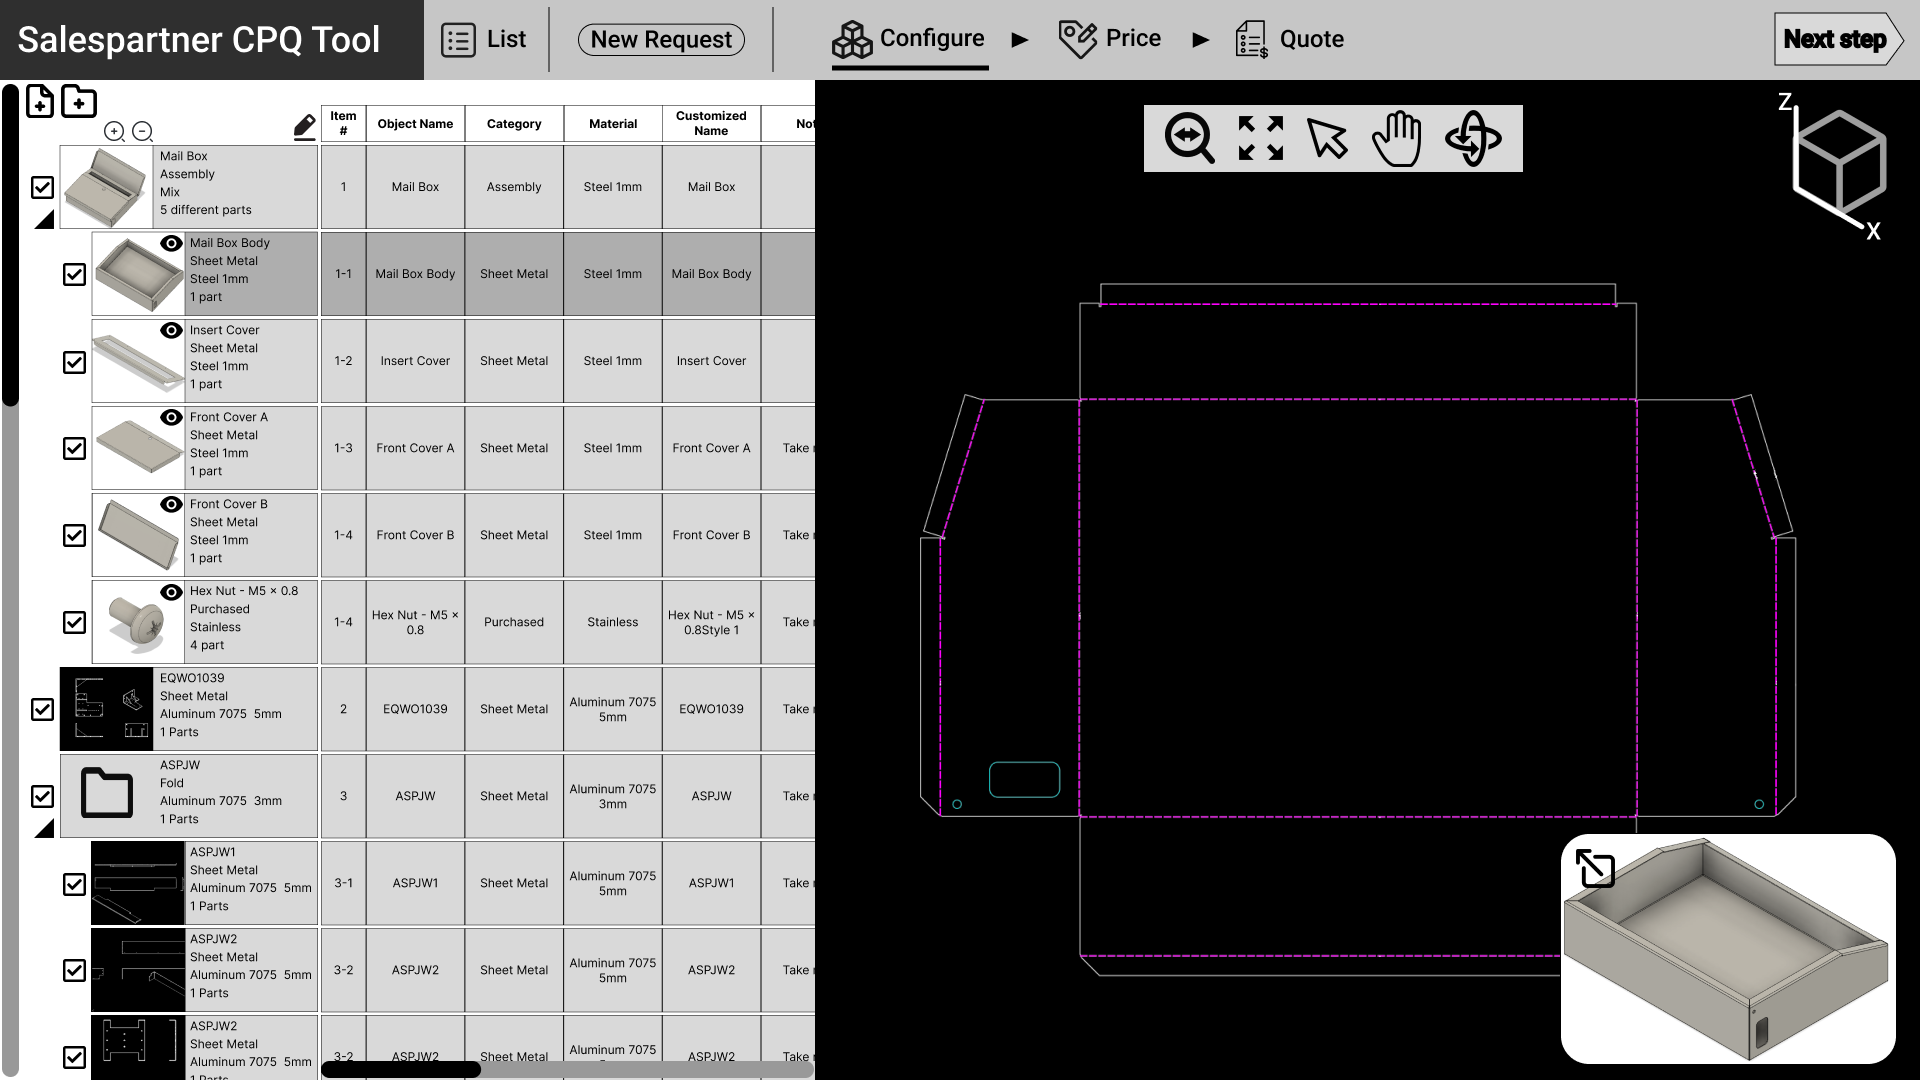 Salespartner CPQ Tool
List
New Request
Configure
Price
Quote
Next step
Item
#
Object Name
Category
Material
Customized
Name
Z
X
Mail Box
Assembly
Mix
5 different parts
1
Mail Box
Assembly
Steel 1mm
Mail Box
Mail Box Body
Sheet Metal
Steel 1mm
1 part
1-1
Mail Box Body
Sheet Metal
Steel 1mm
Mail Box Body
Insert Cover
Sheet Metal
Steel 1mm
1 part
1-2
Insert Cover
Sheet Metal
Steel 1mm
Insert Cover
Front Cover A
Sheet Metal
Steel 1mm
1 part
1-3
Front Cover A
Sheet Metal
Steel 1mm
Front Cover A
Take
Front Cover B
Sheet Metal
Steel 1mm
1 part
1-4
Front Cover B
Sheet Metal
Steel 1mm
Front Cover B
Take
Hex Nut - M5 × 0.8
Purchased
Stainless
4 part
1-4
Hex Nut - M5 ×
0.8
Purchased
Stainless
Hex Nut - M5 ×
0.8Style 1
Take
EQWO1039
Sheet Metal
Aluminum 7075 5mm
1 Parts
2
EQWO1039
Sheet Metal
Aluminum 7075
5mm
EQWO1039
Take
ASPJW
Fold
Aluminum 7075 3mm
1 Parts
3
ASPJW
Sheet Metal
Aluminum 7075
3mm
ASPJW
Take
ASPJW1
Sheet Metal
Aluminum 7075 5mm
1 Parts
3-1
ASPJW1
Sheet Metal
Aluminum 7075
5mm
ASPJW1
Take
ASPJW2
Sheet Metal
Aluminum 7075 5mm
1 Parts
3-2
ASPJW2
Sheet Metal
Aluminum 7075
5mm
ASPJW2
Take
ASPJW2
Sheet Metal
Aluminum 7075 5mm
1 Parts
3-2
ASPJW2
Sheet Metal
Aluminum 7075
ASPJW2
Take